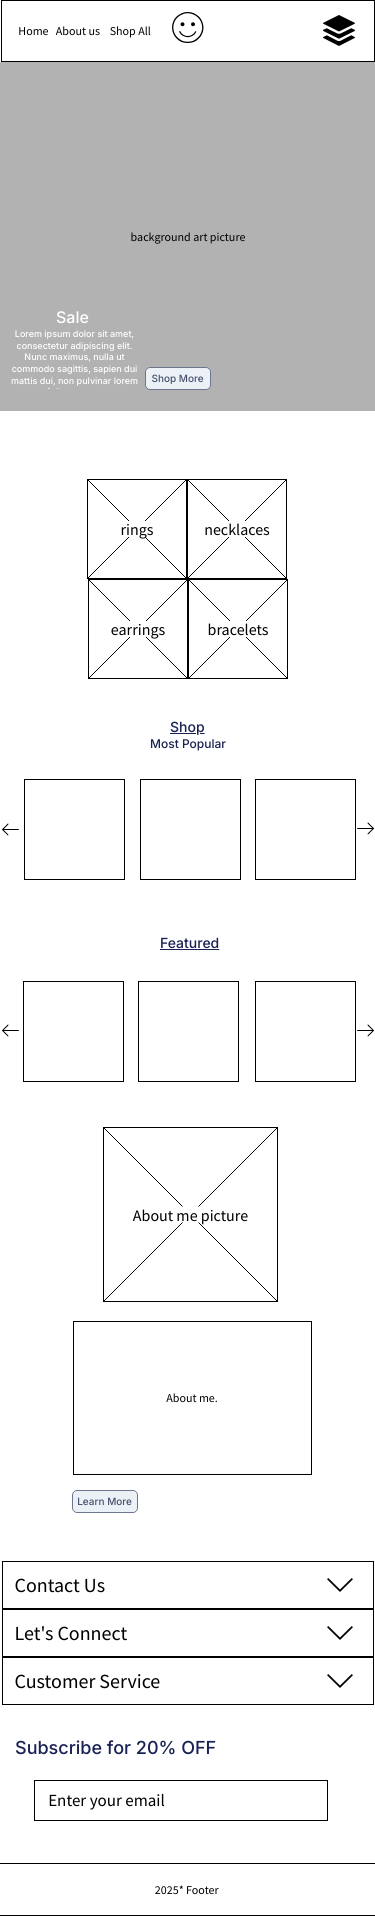 Home About us Shop All
background art picture
Sale
Lorem ipsum dolor sit amet,
consectetur adipiscing elit.
Nunc maximus, nulla ut
commodo sagittis, sapien dui
mattis dui, non pulvinar lorem
Shop More
rings necklaces
earrings bracelets
Shop
Most Popular
Featured
About me picture
About me.
Learn More
Contact Us
Let's Connect
Customer Service
Subscribe for 20% OFF
Enter your email
2025* Footer